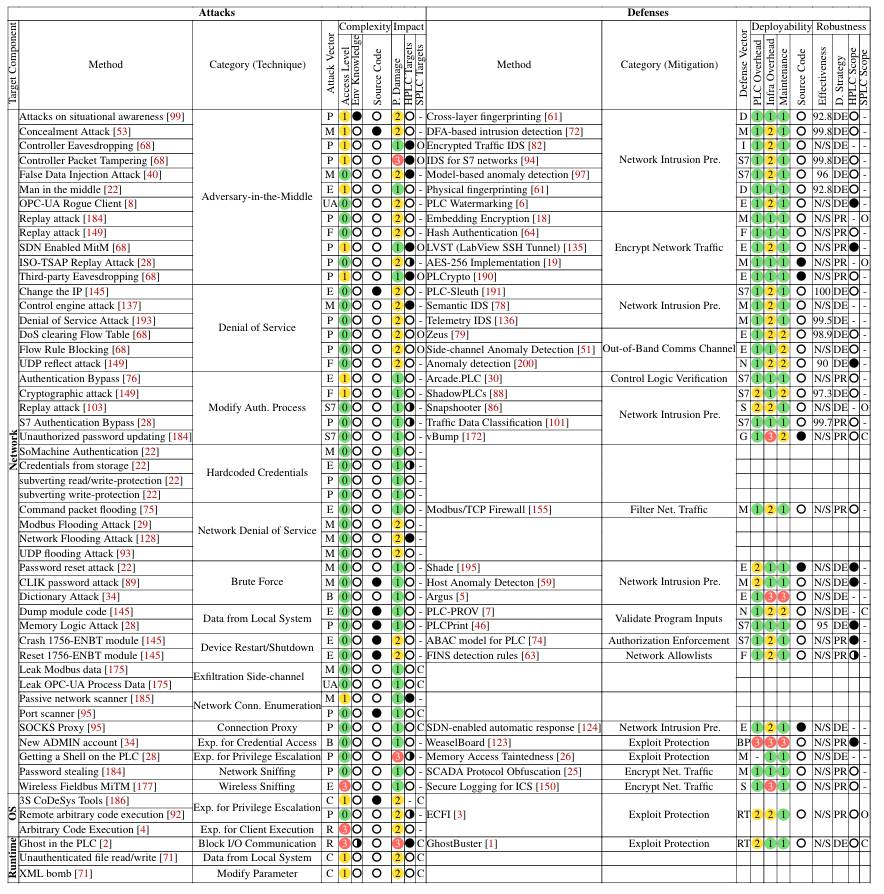 Attacks Defenses
Complexity Impact Deployability Robustness
Target Component Method Category (Technique) Attack Vector Access Level Env Knowledge Source Code P. Damage HPLC Targets SPLC Targets Method Category (Mitigation) Defense Vector PLC Overhead Infra Overhead Maintenance Source Code Effectiveness D. Strategy HPLC Scope SPLC Scope
Network
Attacks on situational awareness [99] P 1 ● ○ 2 ○ - Cross-layer fingerprinting [61] D 1 1 1 ○ 92.8 DE ○ -
Concealment Attack [53] M 1 ○ ● 2 ○ - DFA-based intrusion detection [72] M 1 2 1 ○ 99.8 DE ○ -
Controller Eavesdropping [68] P 1 ○ ○ 1 ● O Encrypted Traffic IDS [82] I 1 1 1 ○ N/S DE ○ -
Controller Packet Tampering [68] P 1 ○ ○ 3 ● O IDS for S7 networks [94] Network Intrusion Pre. S7 1 1 1 ○ 99.8 DE ○ -
False Data Injection Attack [40] M 0 ○ ○ 2 ● - Model-based anomaly detection [97] S7 1 2 1 ○ 96 DE ○ -
Man in the middle [22] E 1 ○ ○ 1 ○ - Physical fingerprinting [61] D 1 1 1 ○ 92.8 DE ○ -
Adversary-in-the-Middle
OPC-UA Rogue Client [8] UA 0 ○ ○ 2 ○ - PLC Watermarking [6] E 1 2 1 ○ N/S DE ● -
Replay attack [184] P 0 ○ ○ 2 ○ - Embedding Encryption [18] M 1 1 1 ○ N/S PR - O
Replay attack [149] F 0 ○ ○ 2 ○ - Hash Authentication [64] F 1 2 1 ○ N/S PR ○ -
SDN Enabled MitM [68] P 1 ○ ○ 1 ● O LVST (LabView SSH Tunnel) [135] Encrypt Network Traffic E 1 2 1 ○ N/S PR ● -
ISO-TSAP Replay Attack [28] P 0 ○ ○ 2 ◑ - AES-256 Implementation [19] M 1 1 1 ● N/S PR - O
Third-party Eavesdropping [68] P 1 ○ ○ 1 ● O PLCrypto [190] E 1 1 1 ● N/S PR ○ -
Change the IP [145] E 0 ○ ● 2 ○ - PLC-Sleuth [191] S7 1 2 1 ○ 100 DE ○ -
Control engine attack [137] M 0 ○ ○ 2 ● - Semantic IDS [78] Network Intrusion Pre. M 1 2 1 ○ N/S DE - -
Denial of Service Attack [193] P 0 ○ ○ 2 ○ - Telemetry IDS [136] M 1 1 1 ○ 99.5 DE ○ -
Denial of Service
DoS clearing Flow Table [68] P 0 ○ ○ 2 ○ O Zeus [79] E 1 2 2 ○ 98.9 DE ○ -
Flow Rule Blocking [68] P 0 ○ ○ 2 ○ O Side-channel Anomaly Detection [51] Out-of-Band Comms Channel E 1 1 2 ○ N/S DE ○ -
UDP reflect attack [149] F 0 ○ ○ 2 ○ - Anomaly detection [200] N 1 2 2 ○ 90 DE ● -
Authentication Bypass [76] E 1 ○ ○ 1 ○ - Arcade.PLC [30] Control Logic Verification S7 1 1 1 ○ N/S PR ○ -
Cryptographic attack [149] F 1 ○ ○ 1 ○ - ShadowPLCs [88] S7 2 1 2 ○ 97.3 DE ○ -
Replay attack [103] Modify Auth. Process S7 0 ○ ○ 1 ◑ - Snapshooter [86] Network Intrusion Pre. S 2 2 1 ○ N/S DE - O
S7 Authentication Bypass [28] P 0 ○ ○ 1 ◑ - Traffic Data Classification [101] S7 1 1 1 ○ 99.7 PR ○ -
Unauthorized password updating [184] S7 0 ○ ○ 1 ○ - vBump [172] G 1 3 2 ● N/S PR ○ C
SoMachine Authentication [22] M 0 ○ ○ 1 ○ -
Credentials from storage [22] E 0 ○ ○ 1 ◑ -
Hardcoded Credentials
subverting read/write-protection [22] P 0 ○ ○ 1 ○ -
subverting write-protection [22] P 0 ○ ○ 1 ○ -
Command packet flooding [75] E 0 ○ ○ 1 ○ - Modbus/TCP Firewall [155] Filter Net. Traffic M 1 2 1 ○ N/S PR ○ -
Modbus Flooding Attack [29] M 0 ○ ○ 2 ○ -
Network Denial of Service
Network Flooding Attack [128] M 0 ○ ○ 2 ● -
UDP flooding Attack [93] M 0 ○ ○ 2 ○ -
Password reset attack [22] M 0 ○ ○ 1 ○ - Shade [195] E 2 1 1 ● N/S DE ● -
CLIK password attack [89] Brute Force M 0 ○ ● 1 ○ - Host Anomaly Detecton [59] Network Intrusion Pre. M 2 1 1 ○ N/S DE ● -
Dictionary Attack [34] B 0 ○ ○ 1 ○ - Argus [5] E 1 3 3 ○ N/S DE - -
Dump module code [145] E 0 ○ ● 1 ○ - PLC-PROV [7] N 1 2 2 ○ N/S DE - C
Data from Local System Validate Program Inputs
Memory Logic Attack [28] P 0 ○ ● 1 ○ - PLCPrint [46] S7 1 1 1 ○ 95 DE ● -
Crash 1756-ENBT module [145] E 0 ○ ● 2 ○ - ABAC model for PLC [74] Authorization Enforcement S7 1 1 1 ○ N/S PR ● -
Device Restart/Shutdown
Reset 1756-ENBT module [145] E 0 ○ ● 2 ○ - FINS detection rules [63] Network Allowlists F 1 2 1 ○ N/S PR ◑ -
Leak Modbus data [175] M 0 ○ ○ 1 ○ C
Exfiltration Side-channel
Leak OPC-UA Process Data [175] UA 0 ○ ○ 1 ○ C
Passive network scanner [185] M 1 ○ ○ 1 ● -
Network Conn. Enumeration
Port scanner [95] P 0 ○ ● 1 ○ C
SOCKS Proxy [95] Connection Proxy P 0 ○ ○ 1 ○ C SDN-enabled automatic response [124] Network Intrusion Pre. E 1 2 1 ● N/S DE - -
New ADMIN account [34] Exp. for Credential Access B 0 ○ ○ 1 ○ - WeaselBoard [123] Exploit Protection BP 3 3 3 ○ N/S PR ● -
Getting a Shell on the PLC [28] Exp. for Privilege Escalation P 0 ○ ○ 3 ◑ - Memory Access Taintedness [26] Exploit Protection M - 1 1 ○ N/S DE - -
Password stealing [184] Network Sniffing P 0 ○ ○ 1 ○ - SCADA Protocol Obfuscation [25] Encrypt Net. Traffic M 1 1 1 ○ N/S PR ○ -
Wireless Fieldbus MiTM [177] Wireless Sniffing E 3 ○ ○ 2 ○ - Secure Logging for ICS [150] Encrypt Net. Traffic E 1 3 1 ○ N/S PR ○ -
OS
3S CoDeSys Tools [186] C 1 ○ ● 2 - C
Exp. for Privilege Escalation
Remote arbitrary code execution [92] P 0 ○ ○ 2 ◑ - ECFI [3] Exploit Protection RT 2 2 1 ○ N/S PR ○ O
Arbitrary Code Execution [4] Exp. for Client Execution R 3 ○ ○ 2 ○ -
Runtime
Ghost in the PLC [2] Block I/O Communication R 3 ◑ ○ 3 ● C GhostBuster [1] Exploit Protection RT 2 1 1 ○ N/S DE ○ C
Unauthenticated file read/write [71] Data from Local System C 1 ○ ○ 2 ○ C
XML bomb [71] Modify Parameter C 1 ○ ○ 2 ○ C